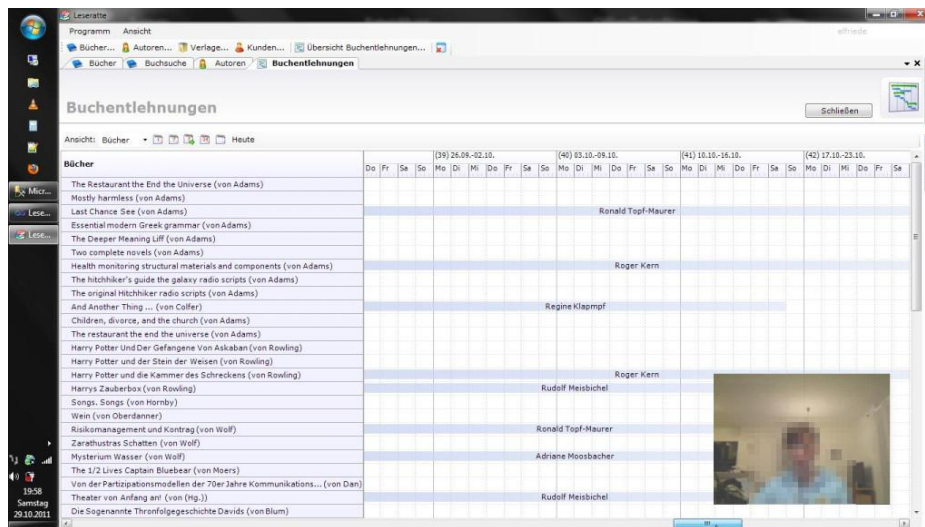 Leseratte
Programm Ansicht elfriede
Bücher... Autoren... Verlage... Kunden... Übersicht Buchentlehnungen...
Bücher Buchsuche Autoren Buchentlehnungen
Buchentlehnungen
Schließen
Ansicht: Bücher Heute
(39) 26.09.-02.10. (40) 03.10.-09.10. (41) 10.10.-16.10. (42) 17.10.-23.10.
Bücher
Do Fr Sa So Mo Di Mi Do Fr Sa So Mo Di Mi Do Fr Sa So Mo Di Mi Do Fr Sa So Mo Di Mi Do Fr Sa
The Restaurant the End the Universe (von Adams)
Mostly harmless (von Adams)
Last Chance See (von Adams) Ronald Topf-Maurer
Essential modern Greek grammar (von Adams)
The Deeper Meaning Liff (von Adams)
Two complete novels (von Adams)
Health monitoring structural materials and components (von Adams) Roger Kern
The hitchhiker's guide the galaxy radio scripts (von Adams)
The original Hitchhiker radio scripts (von Adams)
And Another Thing ... (von Colfer) Regine Klapmpf
Children, divorce, and the church (von Adams)
The restaurant the end the universe (von Adams)
Harry Potter Und Der Gefangene Von Askaban (von Rowling)
Harry Potter und der Stein der Weisen (von Rowling)
Harry Potter und die Kammer des Schreckens (von Rowling) Roger Kern
Harrys Zauberbox (von Rowling) Rudolf Meisbichel
Songs. Songs (von Hornby)
Wein (von Oberdanner)
Risikomanagement und Kontrag (von Wolf) Ronald Topf-Maurer
Zarathustras Schatten (von Wolf)
Mysterium Wasser (von Wolf) Adriane Moosbacher
The 1/2 Lives Captain Bluebear (von Moers)
Von der Partizipationsmodellen der 70er Jahre Kommunikations... (von Dan)
Theater von Anfang an! (von (Hg.)) Rudolf Meisbichel
Die Sogenannte Thronfolgegeschichte Davids (von Blum)
Micr...
Lese...
Lese...
19:58
Samstag
29.10.2011